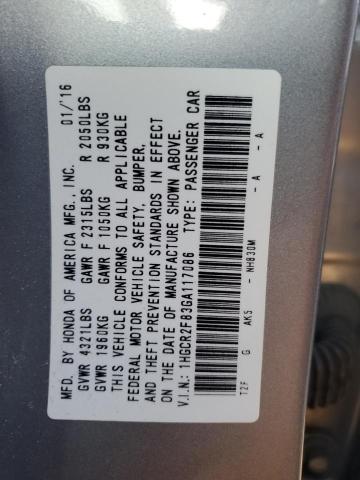 MFD. BY HONDA OF AMERICA MFG., INC. 01/'16
GVWR 4321LBS GAWR F 2315LBS R 2050LBS
GVWR 1960KG GAWR F 1050KG R 930KG
THIS VEHICLE CONFORMS TO ALL APPLICABLE
FEDERAL MOTOR VEHICLE SAFETY, BUMPER,
AND THEFT PREVENTION STANDARDS IN EFFECT
ON THE DATE OF MANUFACTURE SHOWN ABOVE.
V.I.N.: 1HGCR2F83GA117086 TYPE: PASSENGER CAR
T2F G AK5 - NH830M - A - A